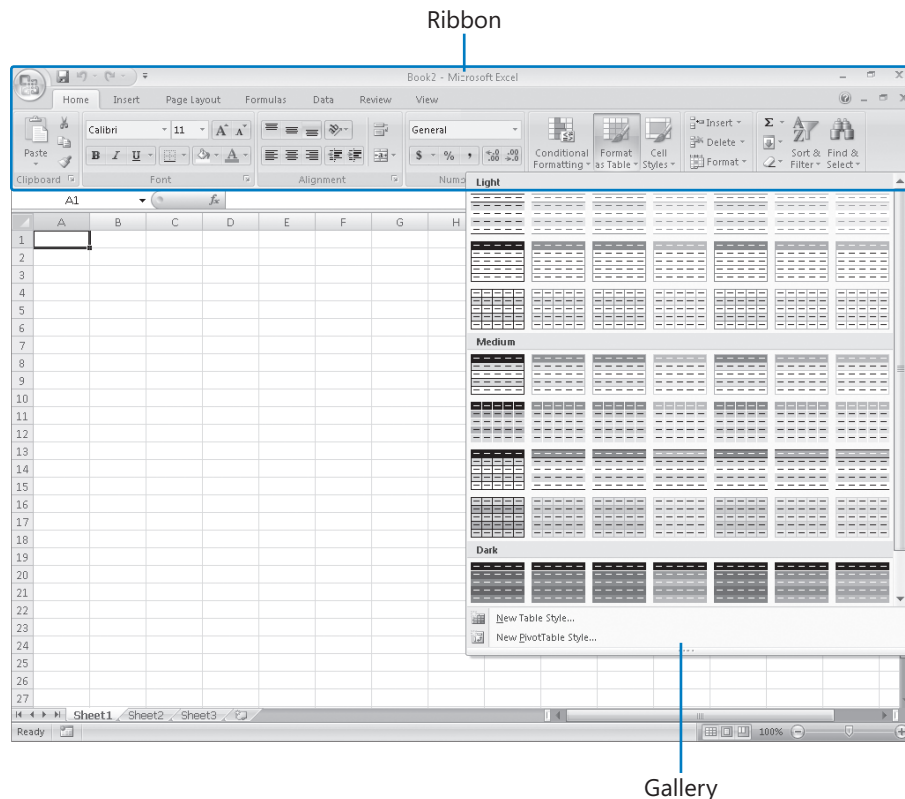 Ribbon
Book2 - Microsoft Excel
Home Insert Page Layout Formulas Data Review View
Calibri 11 General
Paste B I U A $ % , Conditional Formatting as Table Format Cell Styles Insert Delete Format Σ Sort & Filter Find & Select
Clipboard Font Alignment
Light
A1 fx
A B C D E F G H
1
2
3
4
5
6
7
Medium
8
9
10
11
12
13
14
15
16
17
18
19
Dark
20
21
22
New Table Style...
23
New PivotTable Style...
24
25
26
27
Sheet1 Sheet2 Sheet3
Ready 100%
Gallery